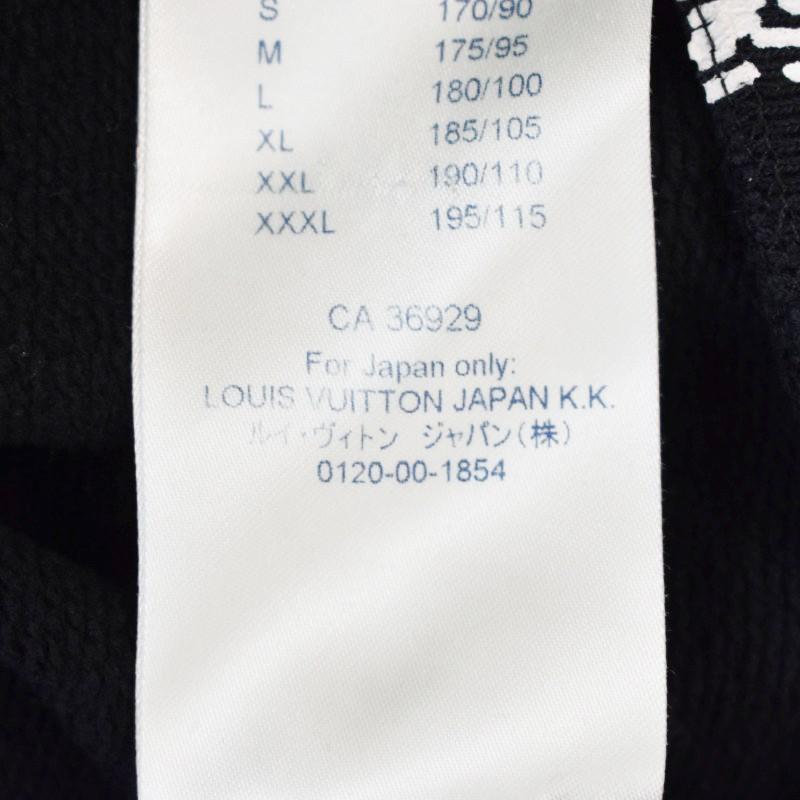 S 170/90
M 175/95
L 180/100
XL 185/105
XXL 190/110
XXXL 195/115
CA 36929
For Japan only:
LOUIS VUITTON JAPAN K.K.
ルイ・ヴィトン ジャパン(株)
0120-00-1854